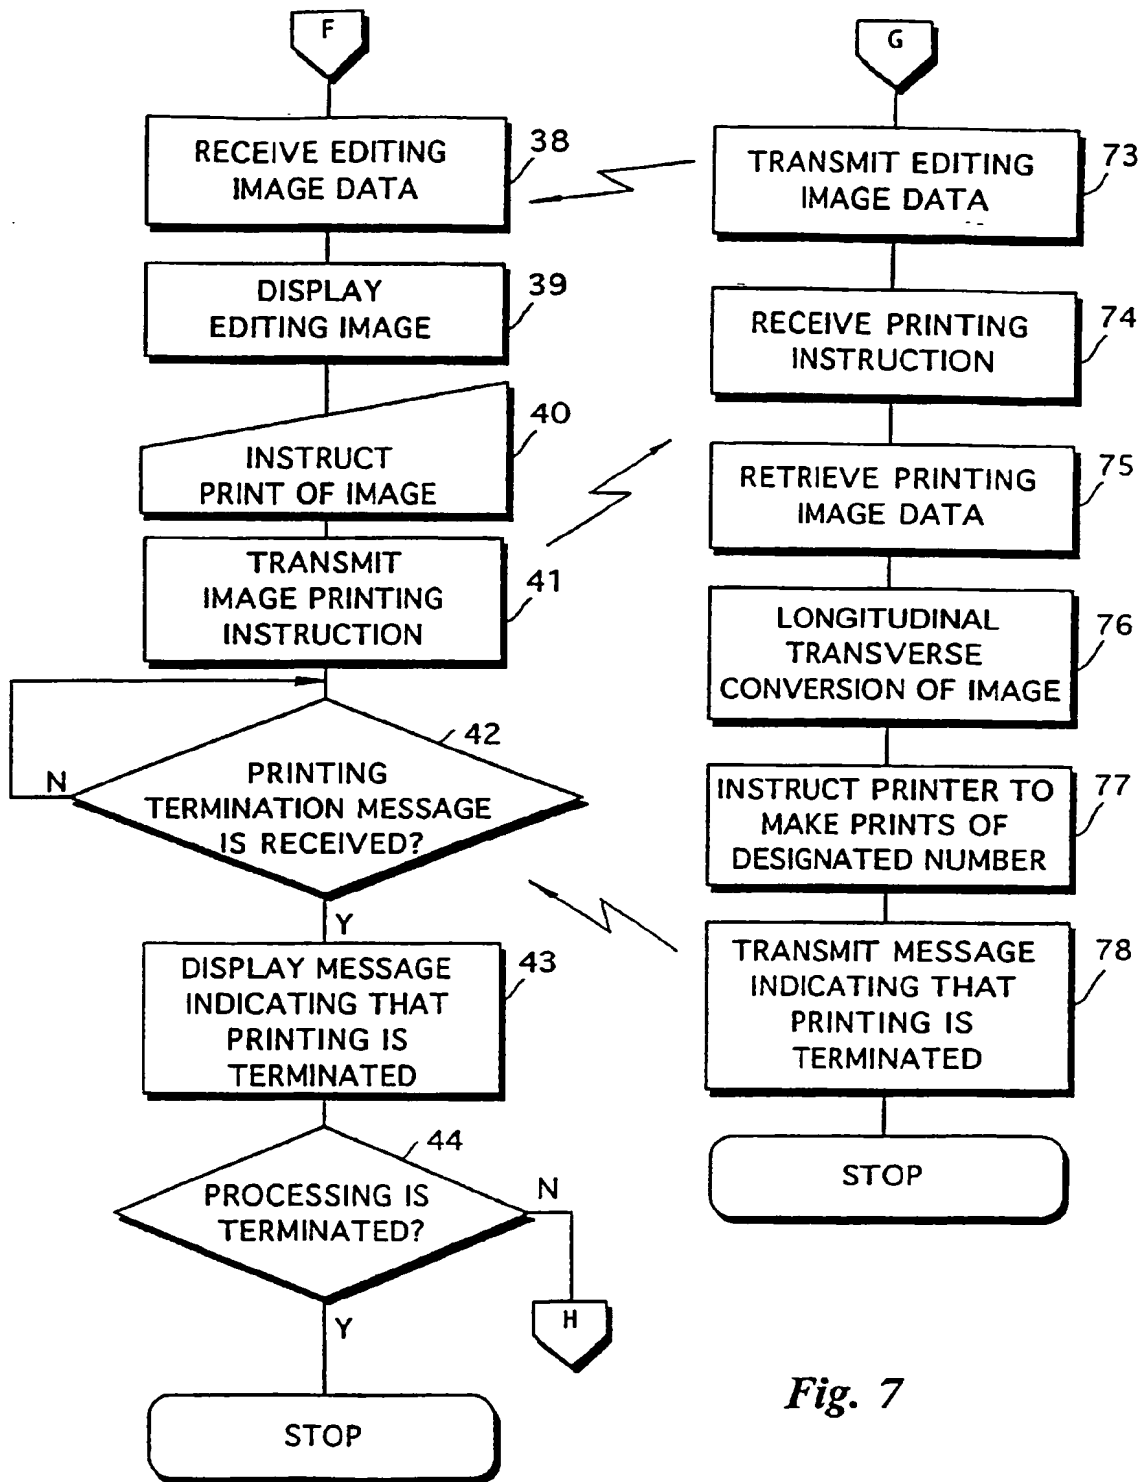 F
RECEIVE EDITING
IMAGE DATA
38
DISPLAY
EDITING IMAGE
39
INSTRUCT
PRINT OF IMAGE
40
TRANSMIT
IMAGE PRINTING
INSTRUCTION
41
42
N
PRINTING
TERMINATION MESSAGE
IS RECEIVED?
Y
DISPLAY MESSAGE
INDICATING THAT
PRINTING IS
TERMINATED
43
44
PROCESSING IS
TERMINATED?
N
H
Y
STOP
G
TRANSMIT EDITING
IMAGE DATA
73
RECEIVE PRINTING
INSTRUCTION
74
RETRIEVE PRINTING
IMAGE DATA
75
LONGITUDINAL
TRANSVERSE
CONVERSION OF IMAGE
76
INSTRUCT PRINTER TO
MAKE PRINTS OF
DESIGNATED NUMBER
77
TRANSMIT MESSAGE
INDICATING THAT
PRINTING IS
TERMINATED
78
STOP
Fig. 7